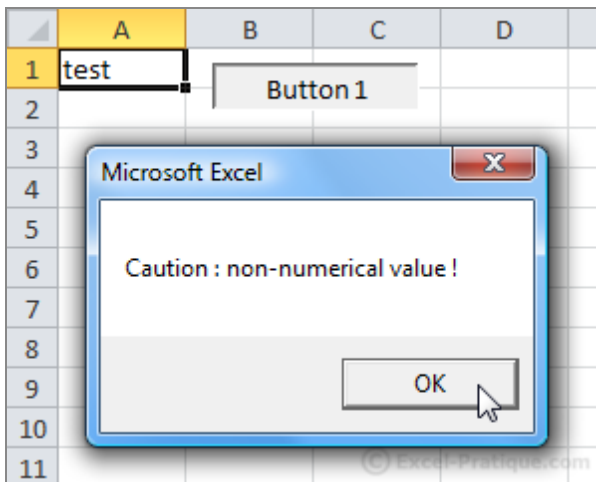 A B C D
1 test
Button 1
2
3
Microsoft Excel
4
5
6 Caution : non-numerical value !
7
8
9 OK
10
11 © Excel-Pratique.com